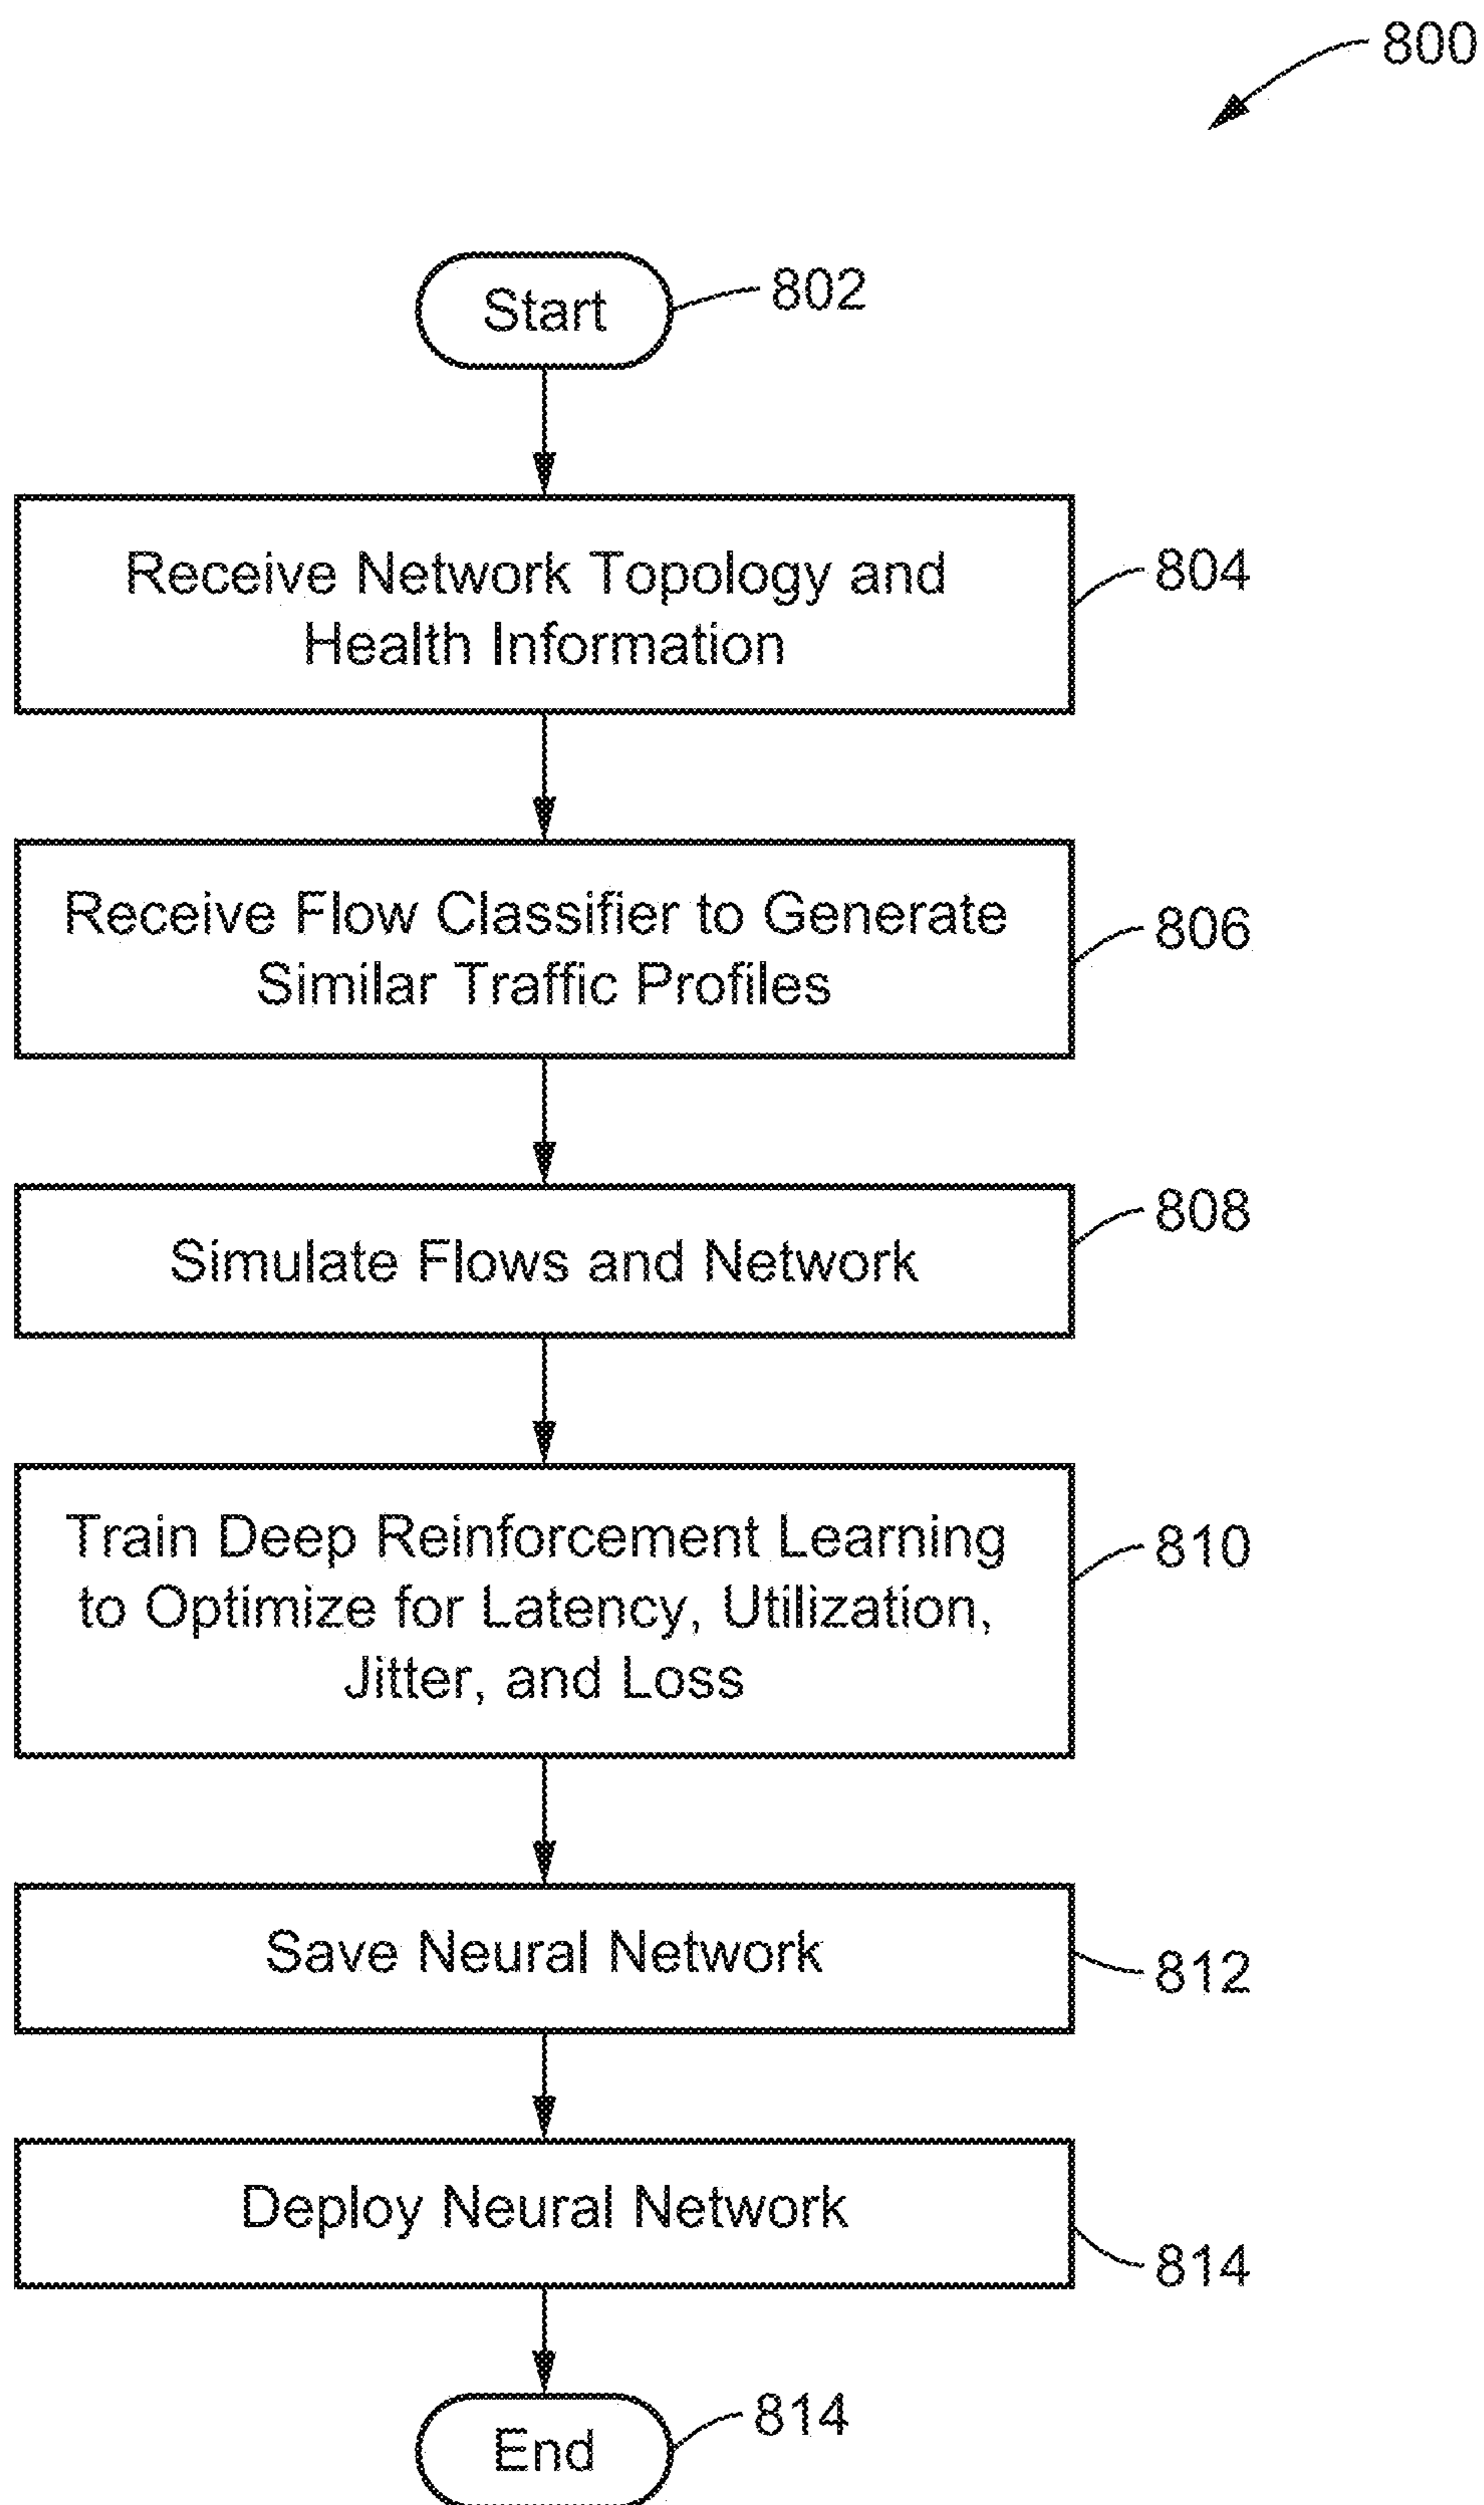 800
Start
802
Receive Network Topology and
Health Information
804
Receive Flow Classifier to Generate
Similar Traffic Profiles
806
Simulate Flows and Network
808
Train Deep Reinforcement Learning
to Optimize for Latency, Utilization,
Jitter, and Loss
810
Save Neural Network
812
Deploy Neural Network
814
End
814